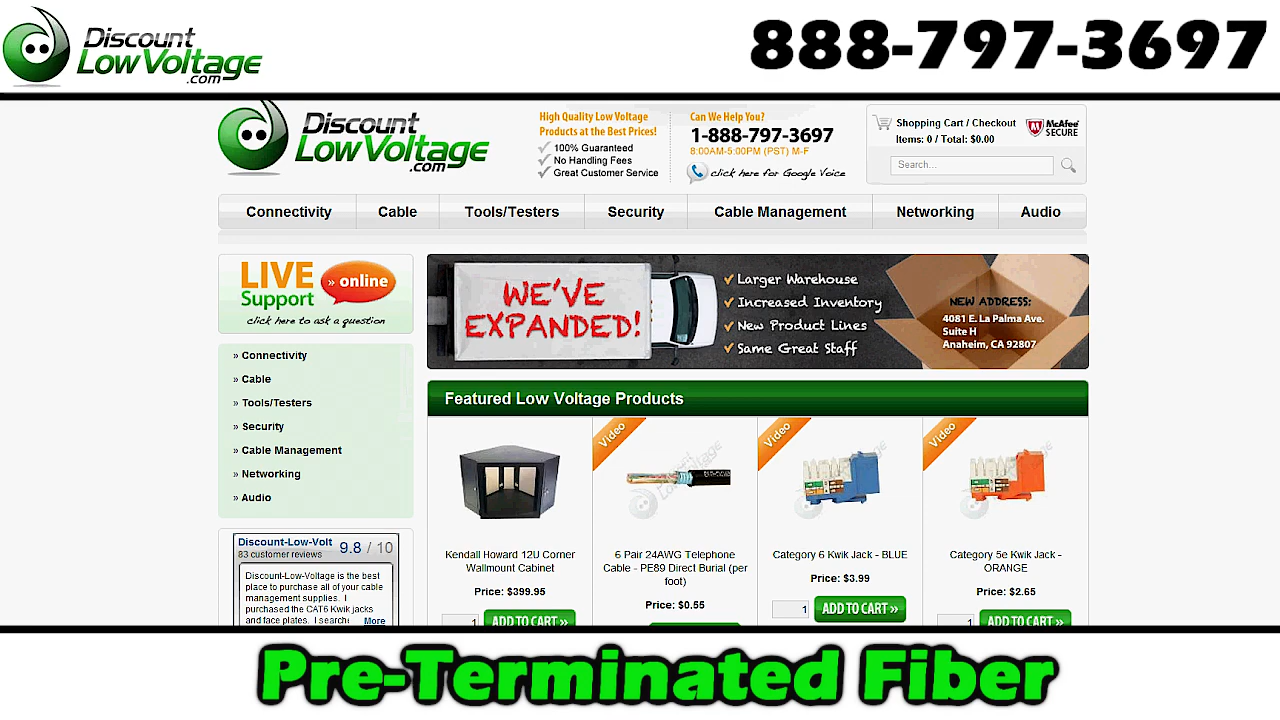 Discount
Low Voltage
.com
888-797-3697
Discount
Low Voltage
.com
High Quality Low Voltage
Products at the Best Prices!
100% Guaranteed
No Handling Fees
Great Customer Service
Can We Help You?
1-888-797-3697
8:00AM-5:00PM (PST) M-F
click here for Google Voice
Shopping Cart / Checkout
Items: 0 / Total: $0.00
McAfee
SECURE
Search...
Connectivity
Cable
Tools/Testers
Security
Cable Management
Networking
Audio
LIVE
Support
» online
click here to ask a question
WE'VE
EXPANDED!
Larger Warehouse
Increased Inventory
New Product Lines
Same Great Staff
NEW ADDRESS:
4081 E. La Palma Ave.
Suite H
Anaheim, CA 92807
» Connectivity
» Cable
» Tools/Testers
» Security
» Cable Management
» Networking
» Audio
Discount-Low-Volt
83 customer reviews
9.8 / 10
Discount-Low-Voltage is the best
place to purchase all of your cable
management supplies. I
purchased the CAT6 Kwik jacks
and face plates. I searche
More
Featured Low Voltage Products
Kendall Howard 12U Corner
Wallmount Cabinet
Price: $399.95
1
ADD TO CART »
Video
6 Pair 24AWG Telephone
Cable - PE89 Direct Burial (per
foot)
Price: $0.55
Video
Category 6 Kwik Jack - BLUE
Price: $3.99
1
ADD TO CART »
Video
Category 5e Kwik Jack -
ORANGE
Price: $2.65
1
ADD TO CART »
Pre-Terminated Fiber